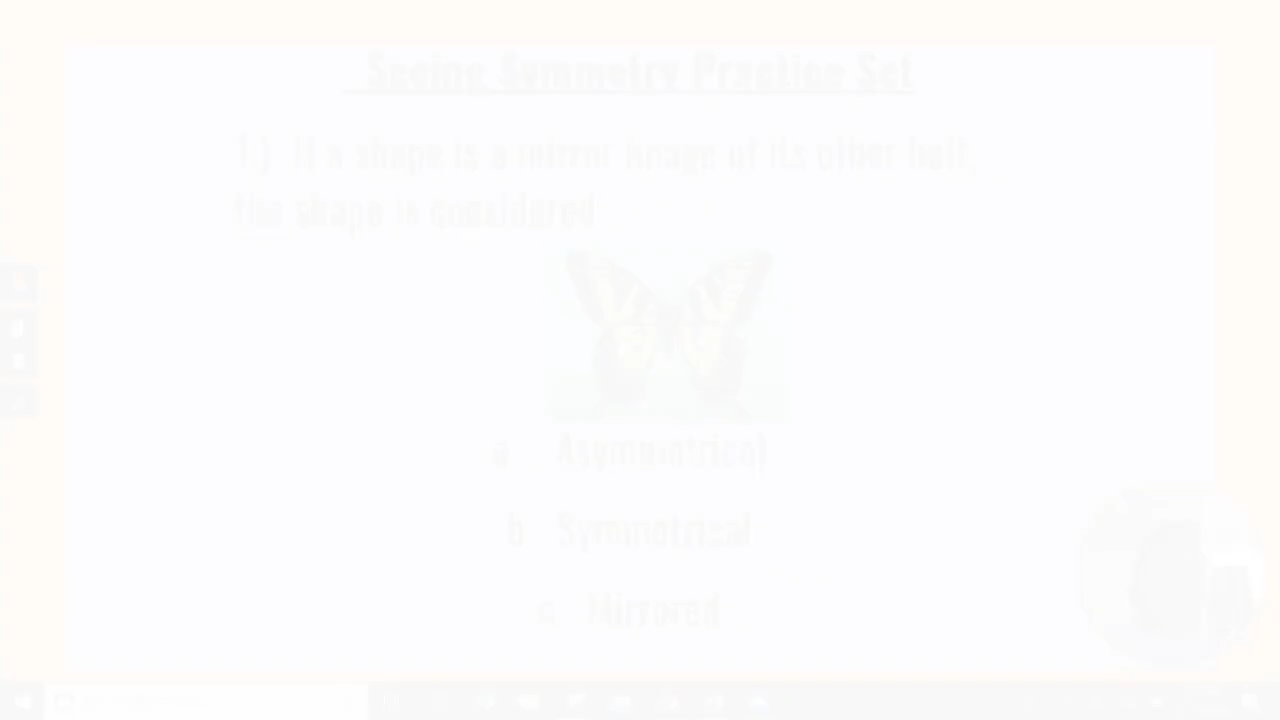 Seeing Symmetry Practice Set
1.) If a shape is a mirror image of its other half,
the shape is considered
a. Asymmetrical
b. Symmetrical
c. Mirrored